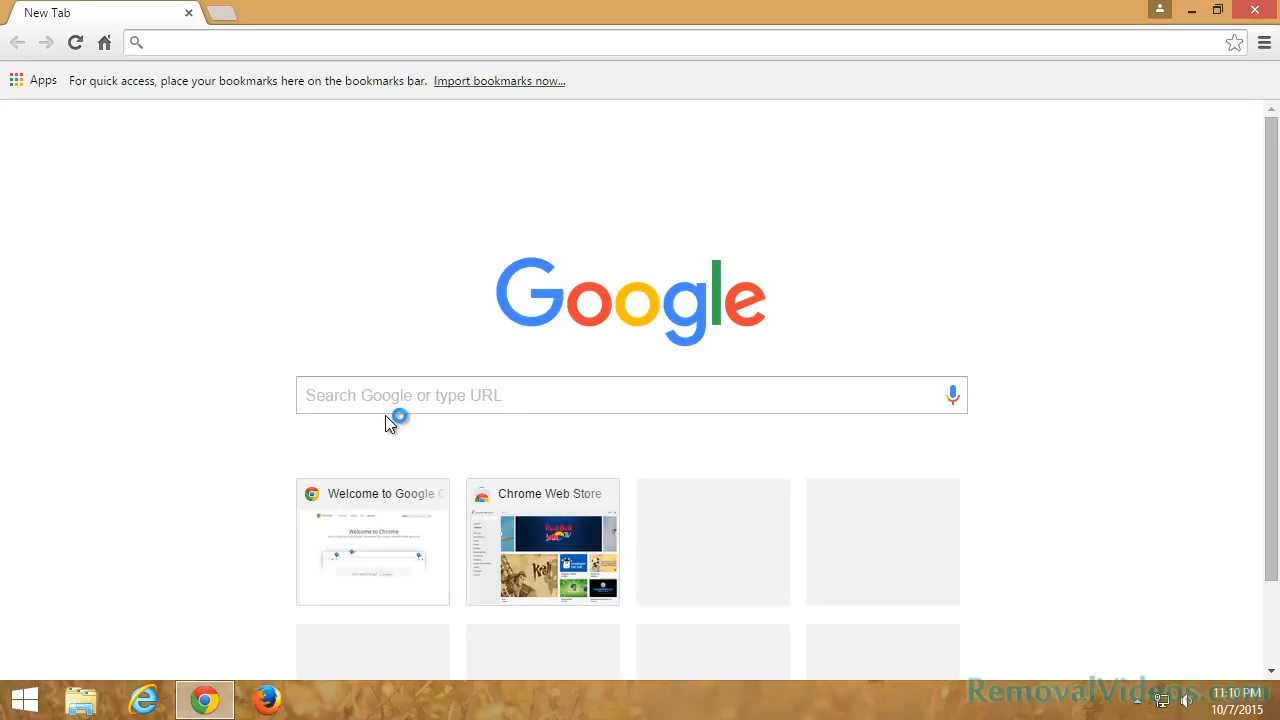 New Tab
Apps For quick access, place your bookmarks here on the bookmarks bar. Import bookmarks now...
Google
Search Google or type URL
Welcome to Google C
Chrome Web Store
Welcome to Chrome
RemovalVideos.com
11:10 PM
10/7/2015